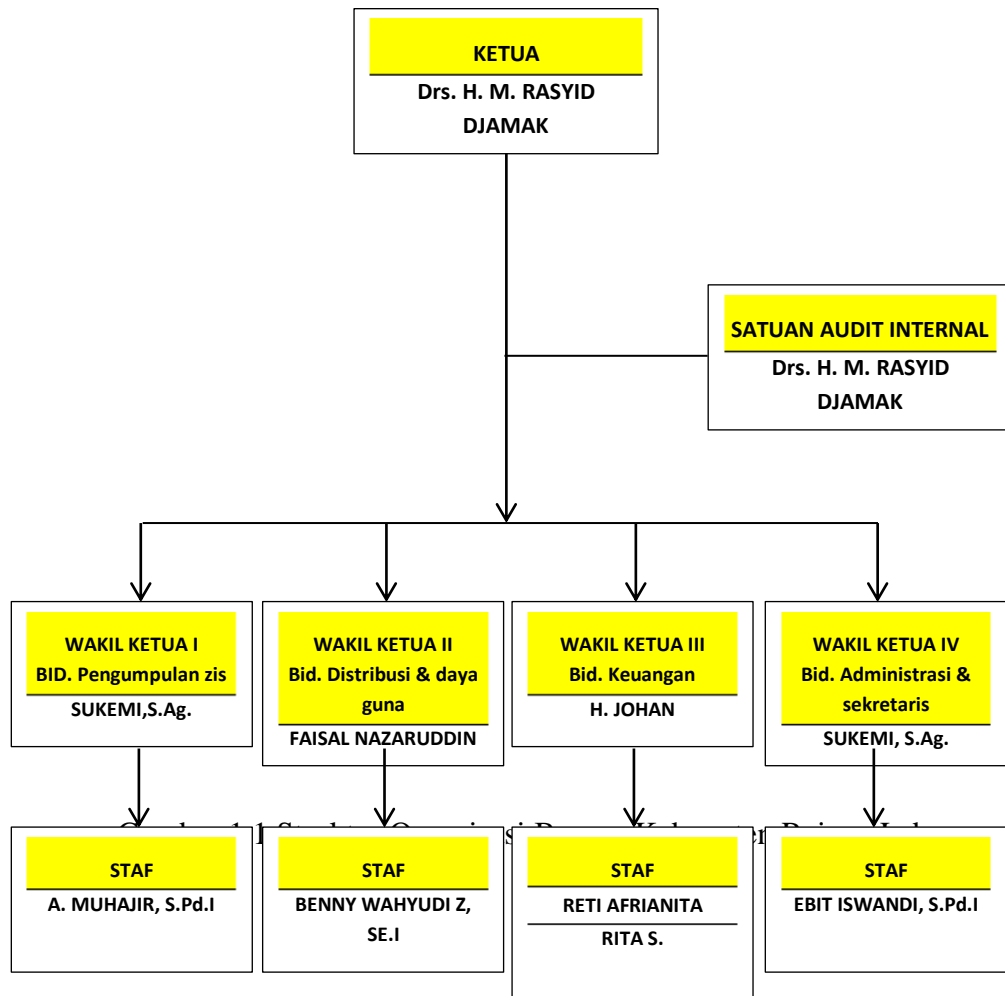 KETUA
Drs. H. M. RASYID
DJAMAK
SATUAN AUDIT INTERNAL
Drs. H. M. RASYID
DJAMAK
WAKIL KETUA I
BID. Pengumpulan zis
SUKEMI,S.Ag.
WAKIL KETUA II
Bid. Distribusi & daya
guna
FAISAL NAZARUDDIN
WAKIL KETUA III
Bid. Keuangan
H. JOHAN
WAKIL KETUA IV
Bid. Administrasi &
sekretaris
SUKEMI, S.Ag.
STAF
A. MUHAJIR, S.Pd.I
STAF
BENNY WAHYUDI Z,
SE.I
STAF
RETI AFRIANITA
RITA S.
STAF
EBIT ISWANDI, S.Pd.I